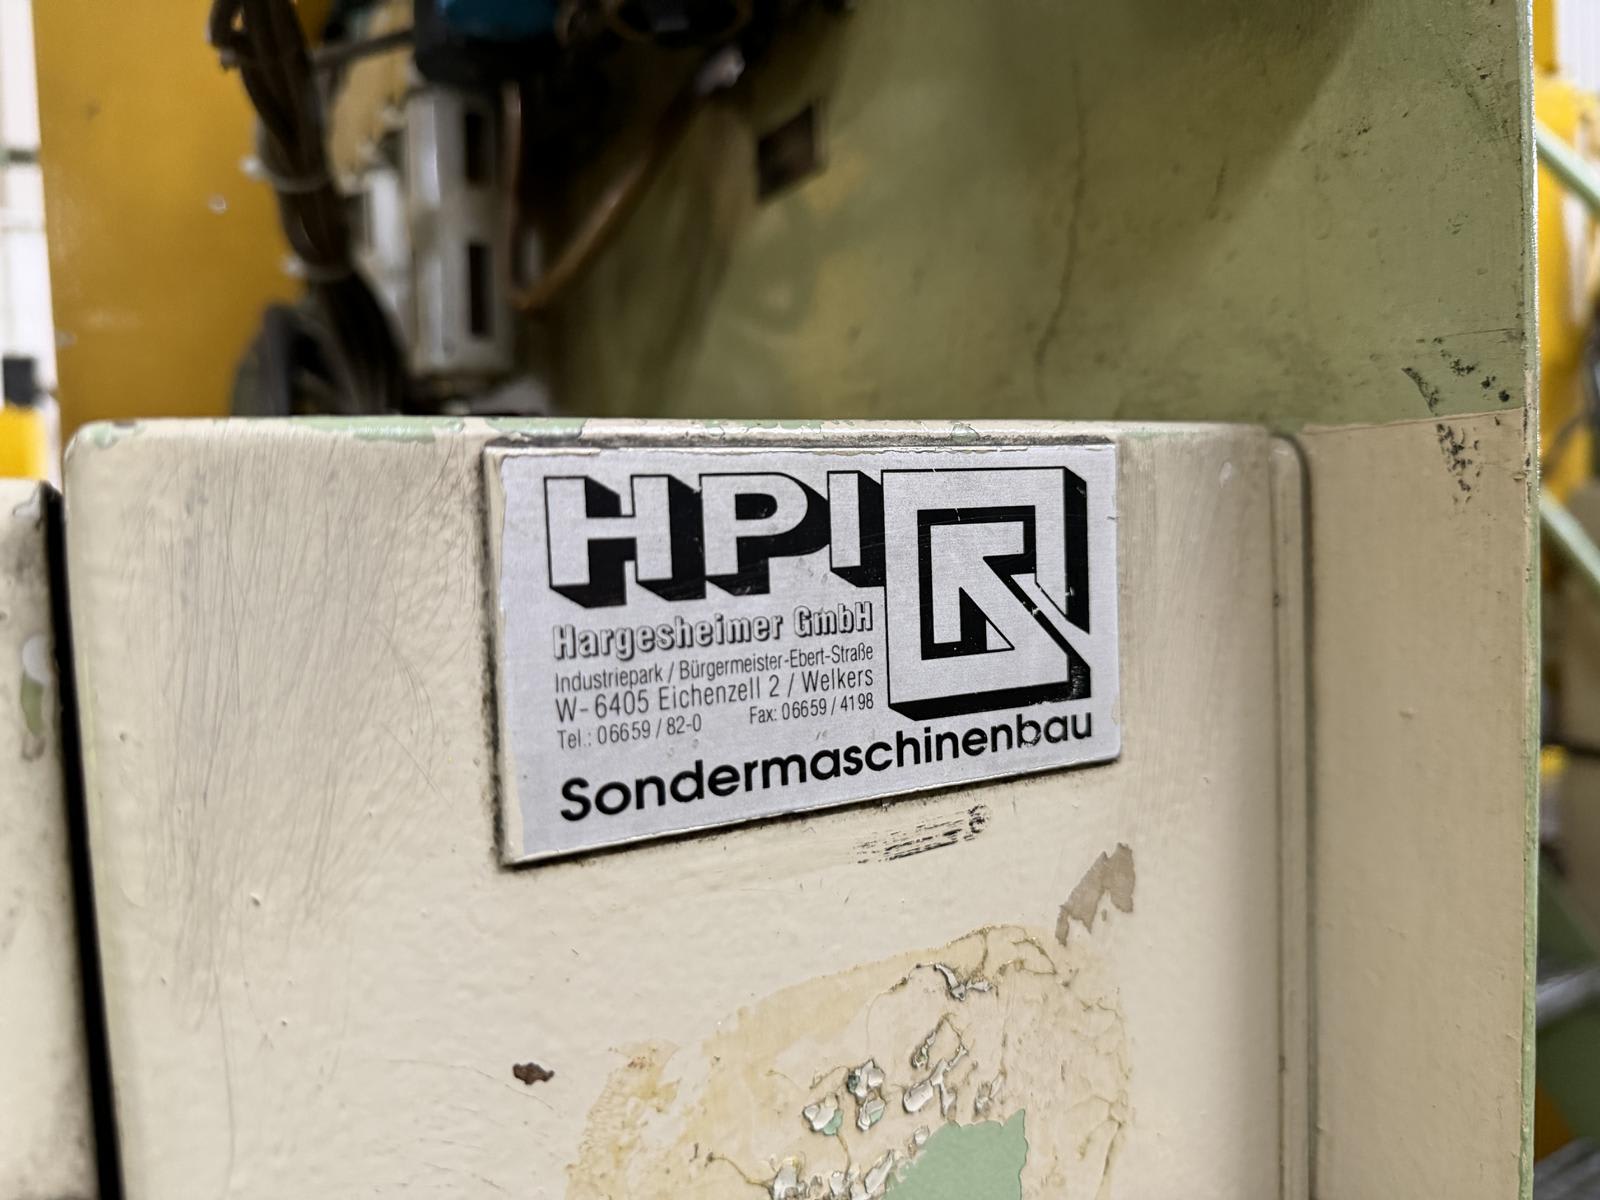 HPI
Hargesheimer GmbH
Industriepark / Bürgermeister-Ebert-Straße
W-6405 Eichenzell 2 / Welkers
Tel.: 06659 / 82-0 Fax: 06659 / 4198
Sondermaschinenbau